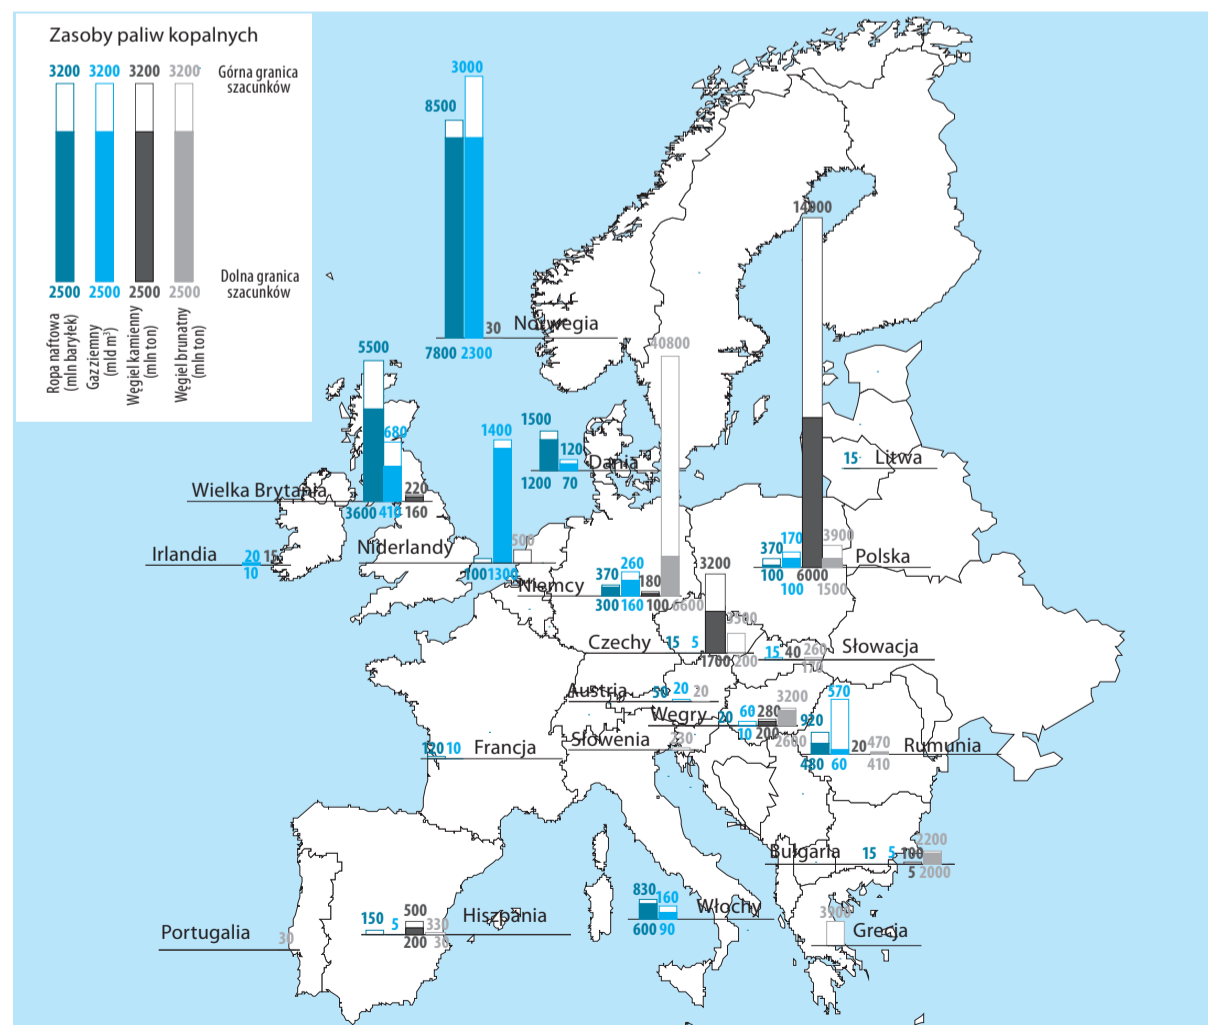 Zasoby paliw kopalnych
3200 3200 3200 3200
Górna granica
szacunków
Dolna granica
szacunków
2500 2500 2500 2500
Ropa naftowa
(mln baryłek)
Gaz ziemny
(mld m³)
Węgiel kamienny
(mln ton)
Węgiel brunatny
(mln ton)
3000
8500
30
Norwegia
7800 2300
5500
680
220
Wielka Brytania
3600 410 160
Irlandia
20 15
10
1400
500
Niderlandy
100 1300
1500
120
Dania
1200 70
15 Litwa
40800
370 260 180
Niemcy
300 160 100 6600
14000
370 170 3900
Polska
100 100 6000 1500
3200
3500
Czechy
15 5
1700 200
Słowacja
15 40 260
170
Austria
50 20 20
Węgry
20 60 280 3200
10 200 2600
Słowenia
230
570
920
20 470
Rumunia
480 60 410
120 10 Francja
Bułgaria
15 5 100 2200
5 2000
830 160
Włochy
600 90
3900
Grecja
150 5 500 330
Hiszpania
200 30
Portugalia
30